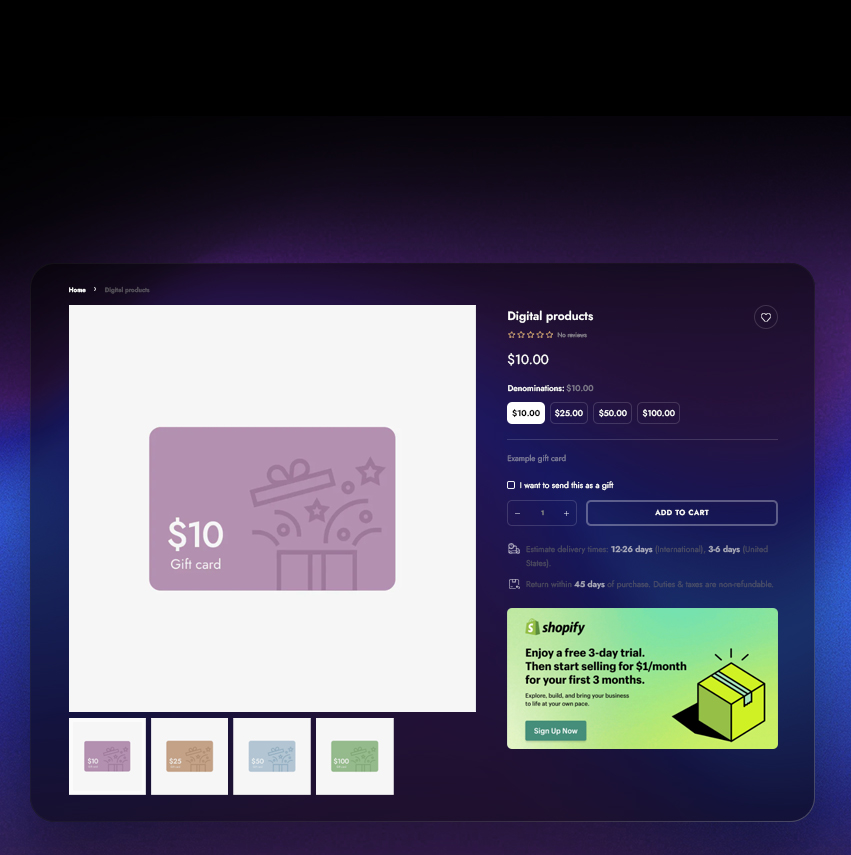 Home > Digital products
$10
Gift card
$10
$25
$50
$100
Digital products
No reviews
$10.00
Denominations: $10.00
$10.00 $25.00 $50.00 $100.00
Example gift card
I want to send this as a gift
− 1 + ADD TO CART
Estimate delivery times: 12-26 days (International), 3-6 days (United
States).
Return within 45 days of purchase. Duties & taxes are non-refundable.
shopify
Enjoy a free 3-day trial.
Then start selling for $1/month
for your first 3 months.
Explore, build, and bring your business
to life at your own pace.
Sign Up Now